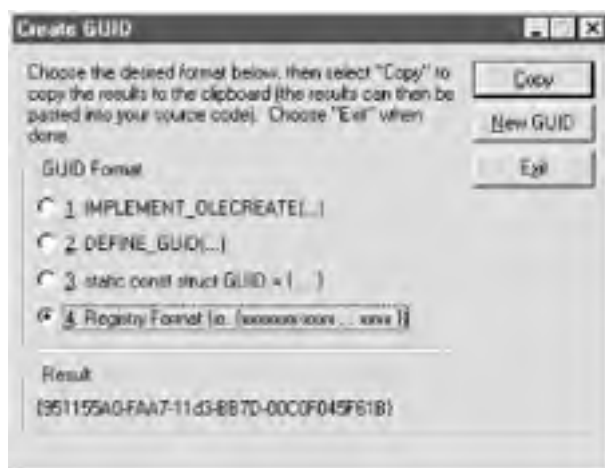 Create GUID
Choose the desired format below, then select "Copy" to
copy the results to the clipboard (the results can then be
pasted into your source code). Choose "Exit" when
done.
Copy
New GUID
Exit
GUID Format
1. IMPLEMENT_OLECREATE(...)
2. DEFINE_GUID(...)
3. static const struct GUID = { ... }
4. Registry Format (ie. {xxxxxxxx-xxxx ... xxxx })
Result
{951155A0-FAA7-11d3-BB7D-00C0F045F61B}